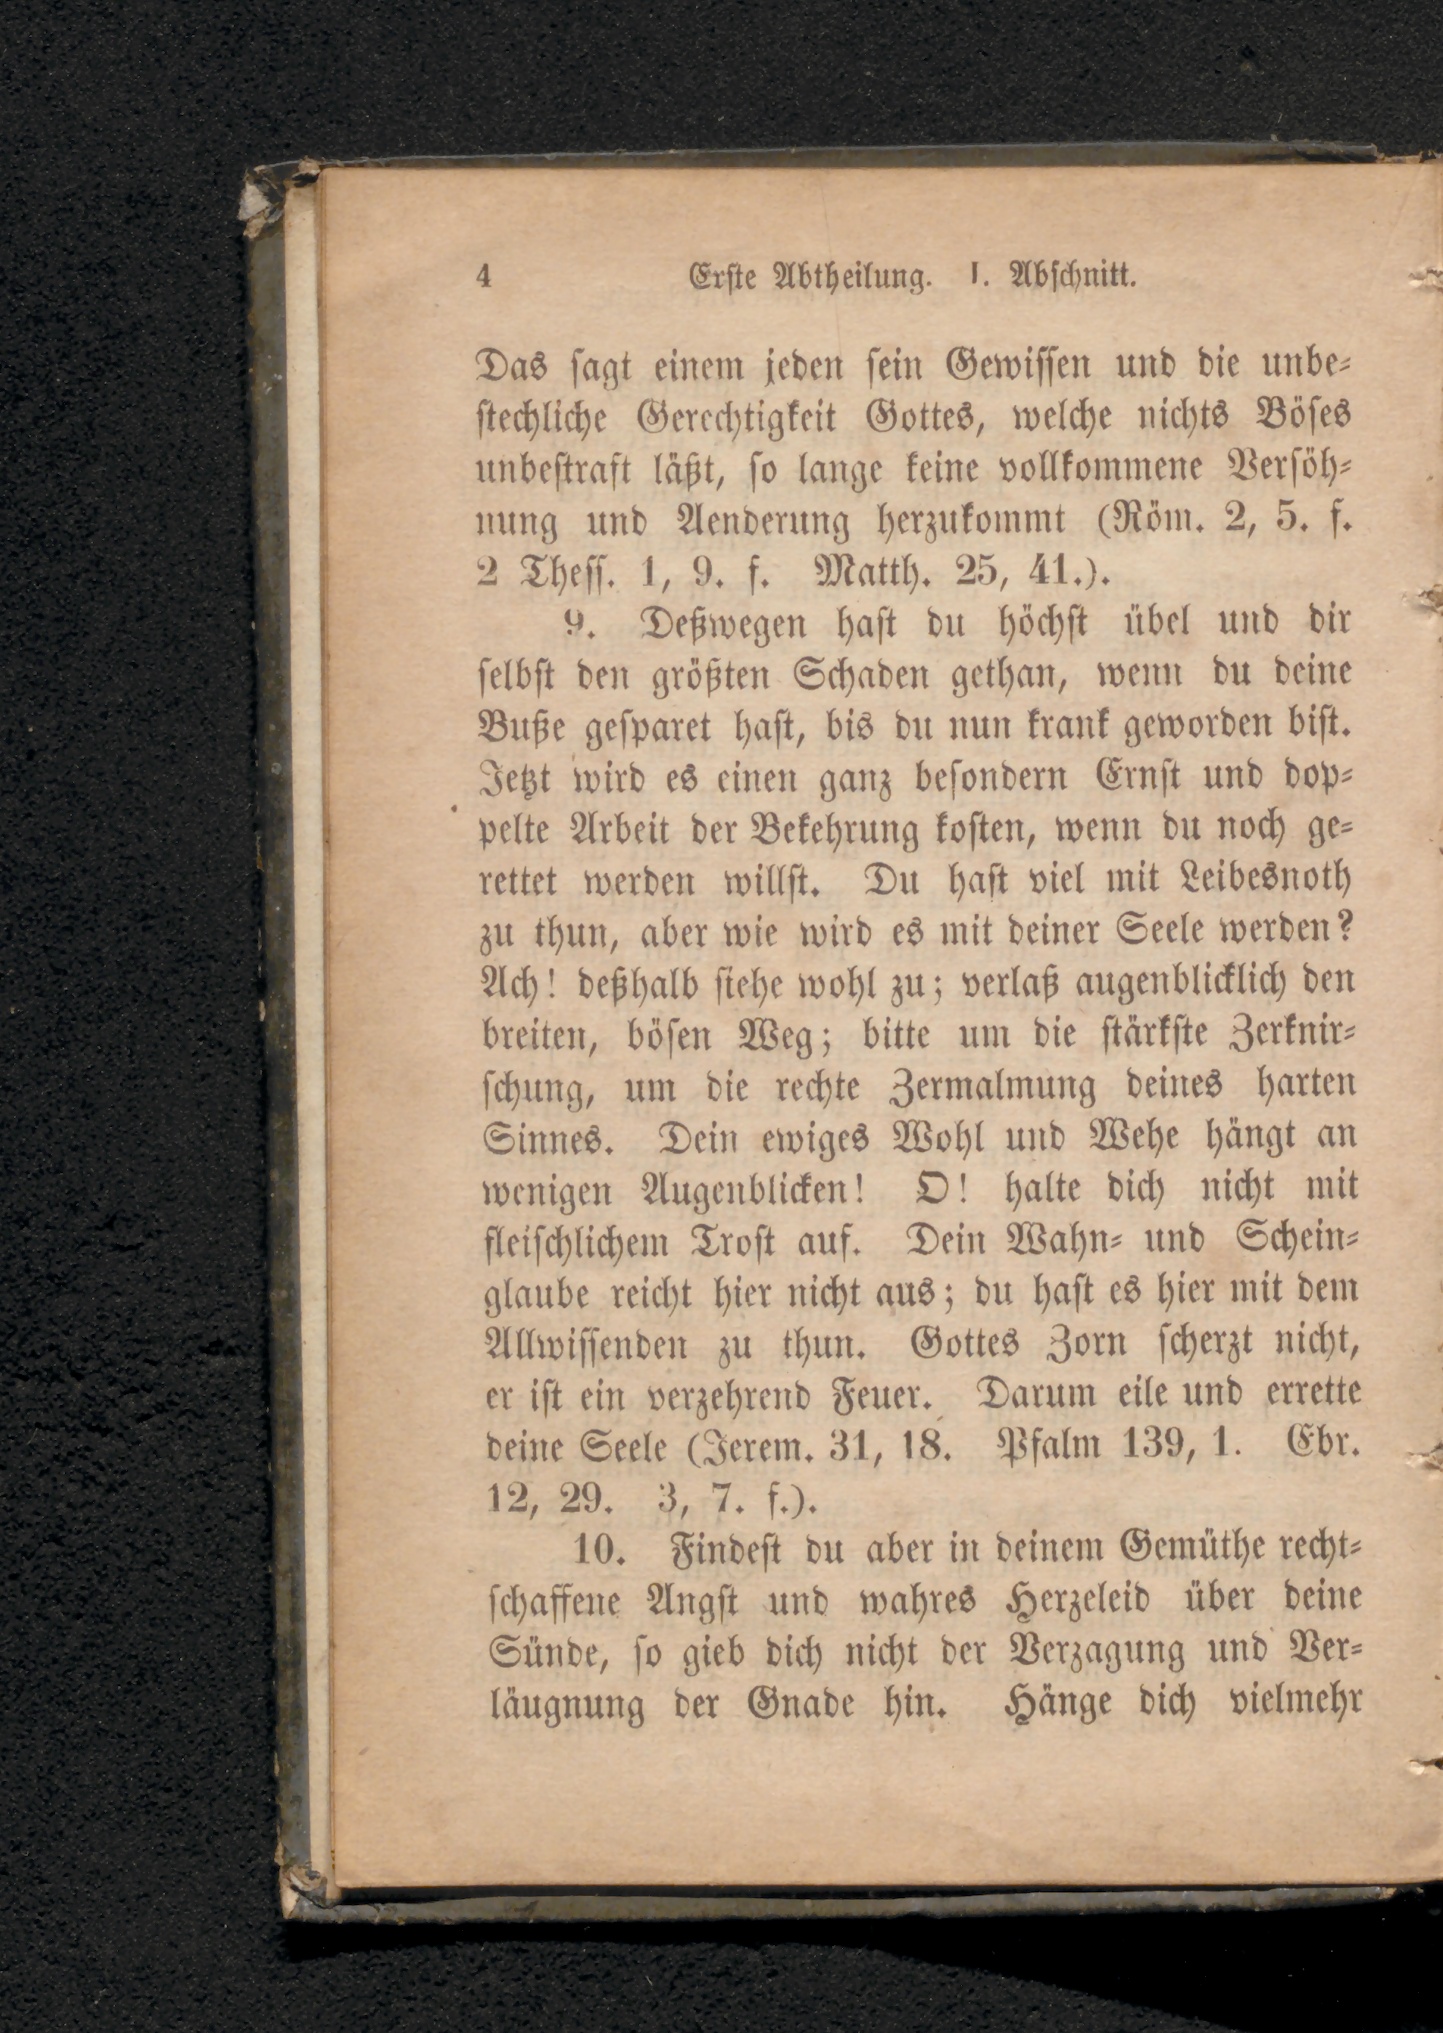 4 Erſte Abtheilung. I. Abſchnitt.
Das ſagt einem jeden ſein Gewiſſen und die unbe⸗
ſtechliche Gerechtigkeit Gottes, welche nichts Böſes
unbeſtraft läßt, ſo lange keine vollkommene Verſöh⸗
nung und Aenderung herzukommt (Röm. 2, 5. f.
2 Theſſ. 1, 9. f. Matth. 25, 41.).
9. Deßwegen haſt du höchſt übel und dir
ſelbſt den größten Schaden gethan, wenn du deine
Buße geſparet haſt, bis du nun krank geworden biſt.
Jetzt wird es einen ganz beſondern Ernſt und dop⸗
pelte Arbeit der Bekehrung koſten, wenn du noch ge⸗
rettet werden willſt. Du haſt viel mit Leibesnoth
zu thun, aber wie wird es mit deiner Seele werden?
Ach! deßhalb ſiehe wohl zu; verlaß augenblicklich den
breiten, böſen Weg; bitte um die ſtärkſte Zerknir⸗
ſchung, um die rechte Zermalmung deines harten
Sinnes. Dein ewiges Wohl und Wehe hängt an
wenigen Augenblicken! O! halte dich nicht mit
fleiſchlichem Troſt auf. Dein Wahn⸗ und Schein⸗
glaube reicht hier nicht aus; du haſt es hier mit dem
Allwiſſenden zu thun. Gottes Zorn ſcherzt nicht,
er iſt ein verzehrend Feuer. Darum eile und errette
deine Seele (Jerem. 31, 18. Pſalm 139, 1. Ebr.
12, 29. 3, 7. f.).
10. Findeſt du aber in deinem Gemüthe recht⸗
ſchaffene Angſt und wahres Herzeleid über deine
Sünde, ſo gieb dich nicht der Verzagung und Ver⸗
läugnung der Gnade hin. Hänge dich vielmehr